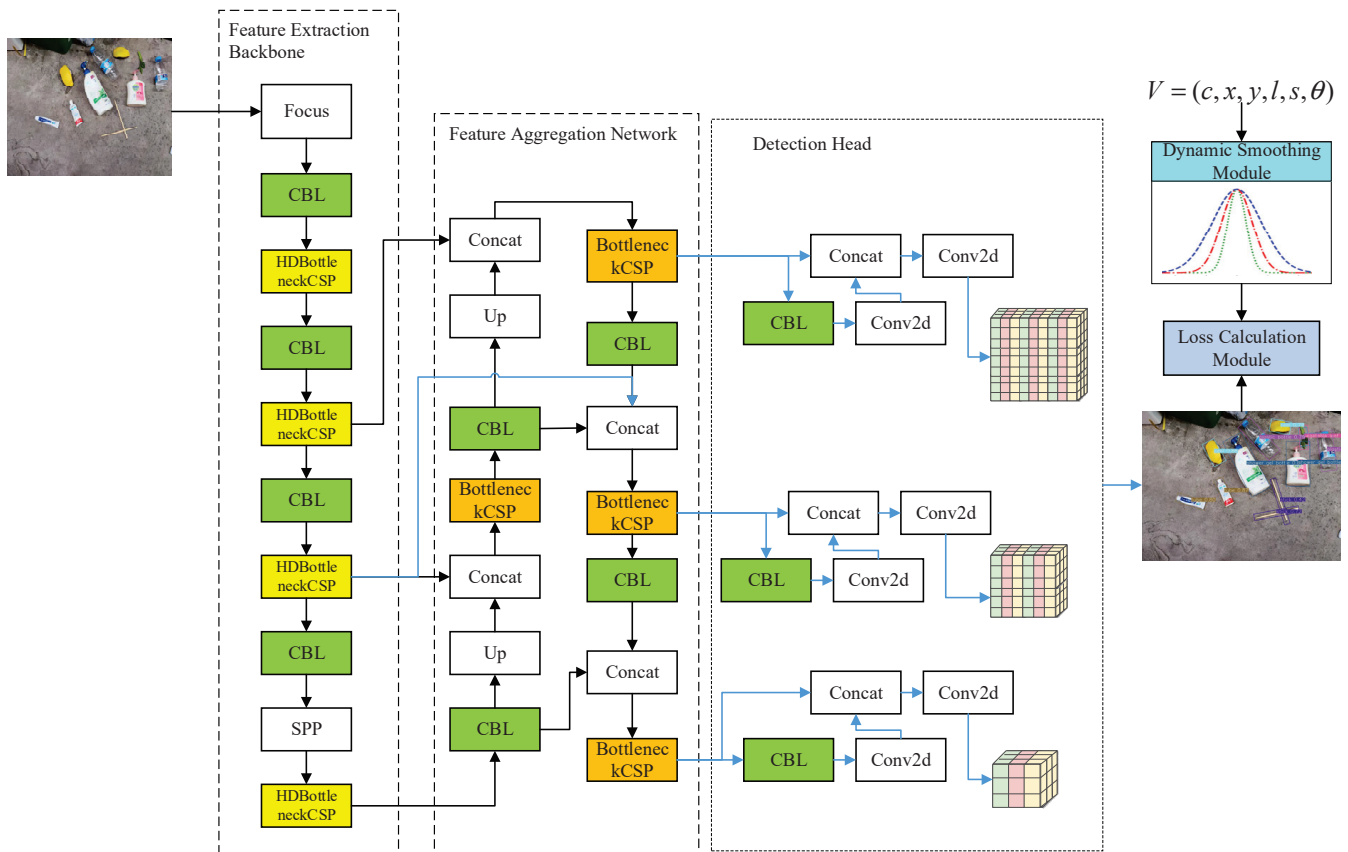 Feature Extraction
Backbone
Focus
CBL
HDBottle
neckCSP
CBL
HDBottle
neckCSP
CBL
HDBottle
neckCSP
CBL
SPP
HDBottle
neckCSP
Feature Aggregation Network
Concat
Up
CBL
Bottlenec
kCSP
Concat
Up
CBL
Bottlenec
kCSP
CBL
Concat
Bottlenec
kCSP
CBL
Concat
Bottlenec
kCSP
Detection Head
Concat
Conv2d
CBL
Conv2d
Concat
Conv2d
CBL
Conv2d
Concat
Conv2d
CBL
Conv2d
V = (c, x, y, l, s, θ)
Dynamic Smoothing
Module
Loss Calculation
Module